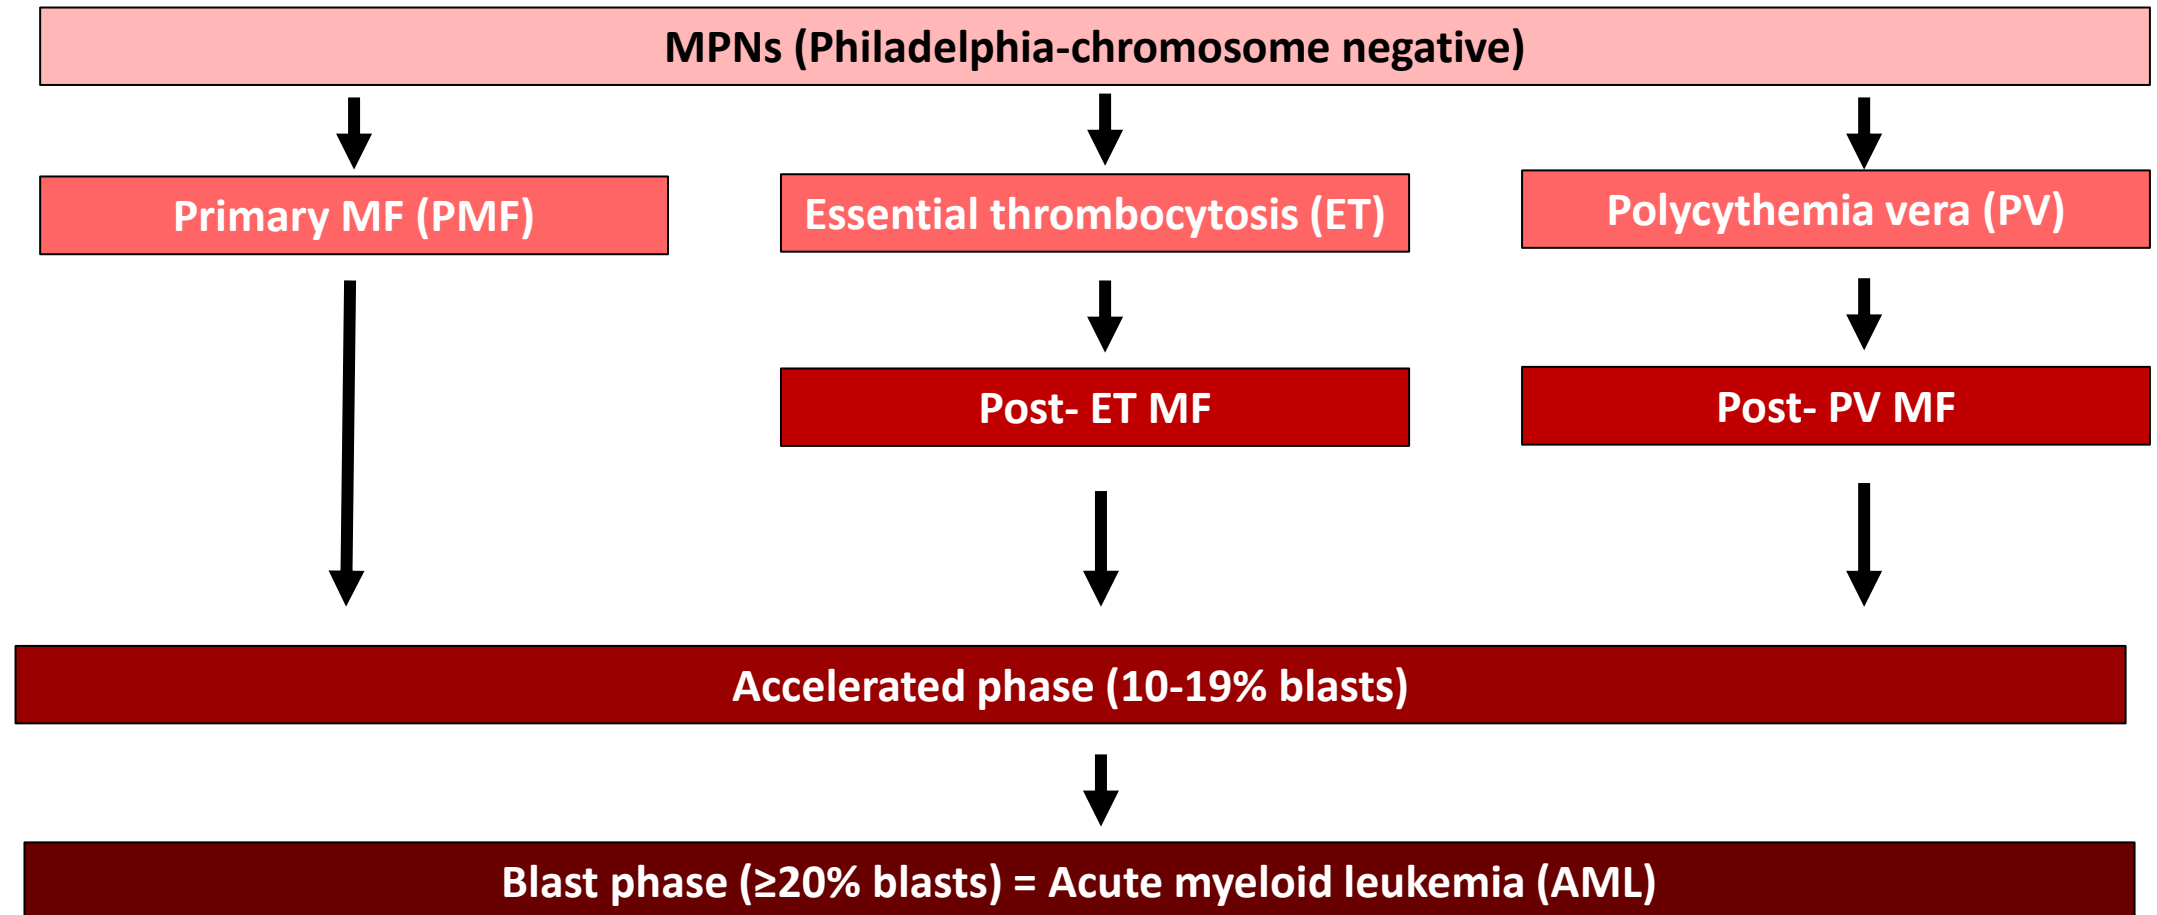 MPNs (Philadelphia-chromosome negative)
Primary MF (PMF)
Essential thrombocytosis (ET)
Polycythemia vera (PV)
Post- ET MF
Post- PV MF
Accelerated phase (10-19% blasts)
Blast phase (≥20% blasts) = Acute myeloid leukemia (AML)